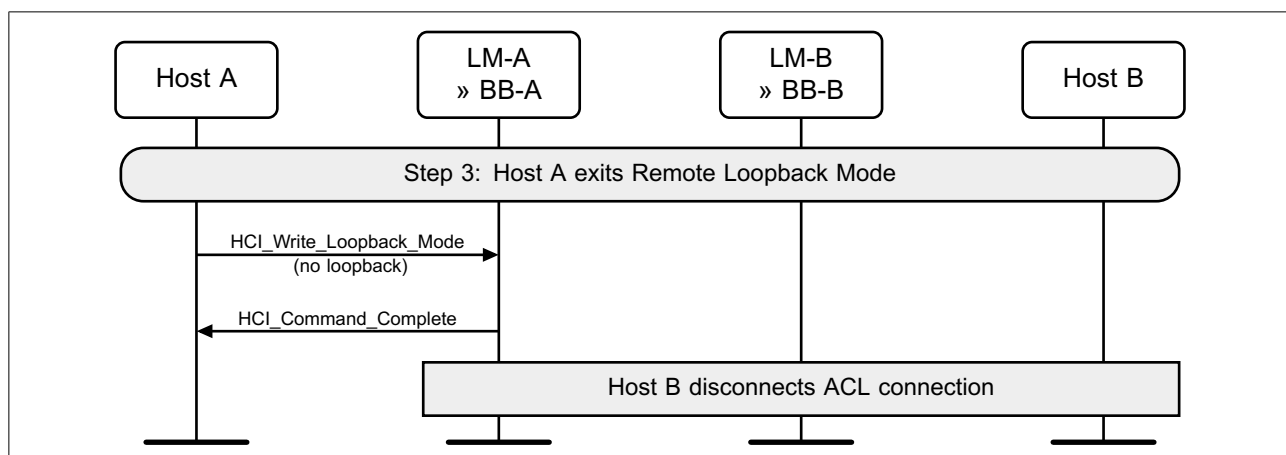 Host A
LM-A
» BB-A
LM-B
» BB-B
Host B
Step 3: Host A exits Remote Loopback Mode
HCI_Write_Loopback_Mode
(no loopback)
HCI_Command_Complete
Host B disconnects ACL connection